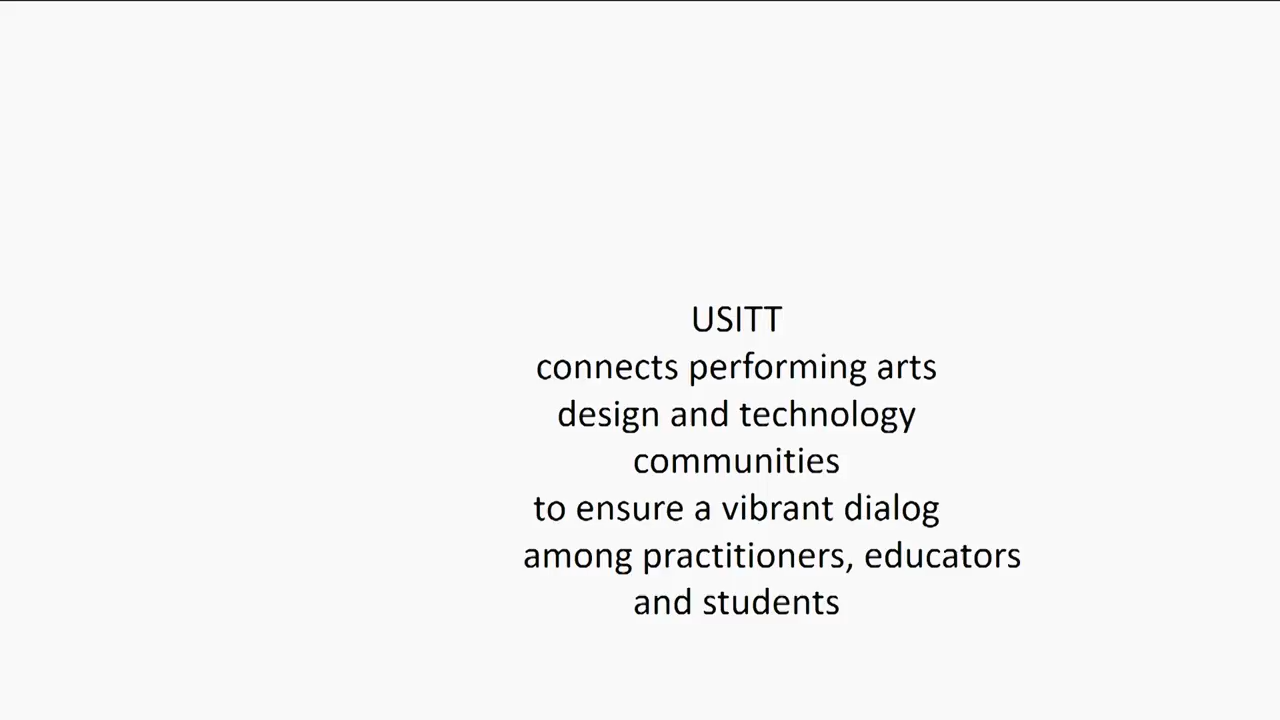 USITT
connects performing arts
design and technology
communities
to ensure a vibrant dialog
among practitioners, educators
and students